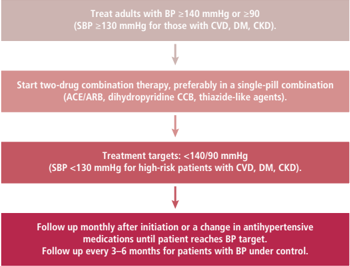 Treat adults with BP ≥140 mmHg or ≥90
(SBP ≥130 mmHg for those with CVD, DM, CKD).
Start two-drug combination therapy, preferably in a single-pill combination
(ACE/ARB, dihydropyridine CCB, thiazide-like agents).
Treatment targets: <140/90 mmHg
(SBP <130 mmHg for high-risk patients with CVD, DM, CKD).
Follow up monthly after initiation or a change in antihypertensive
medications until patient reaches BP target.
Follow up every 3–6 months for patients with BP under control.